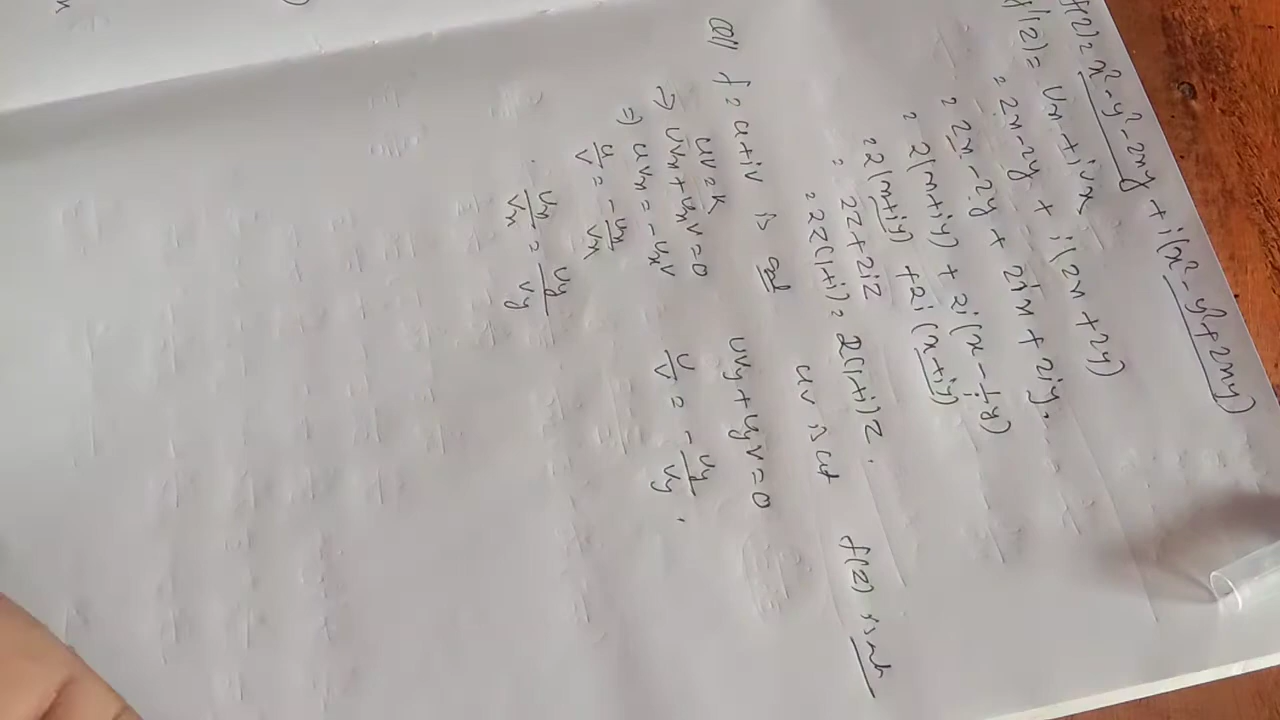 f(z) = x² - y² - 2xy + i(x² - y² + 2xy)
f'(z) = Ux + iVx
= 2x - 2y + i(2x + 2y)
= 2x - 2y + 2ix + 2iy.
= 2(x+iy) + 2i(x - 1/i y)
= 2(x+iy) + 2i(x+iy)
= 2z + 2iz
= 2z(1+i) = 2(1+i)z.
f = u+iv is
uv is
f(z) is
uv = k
⇒ uvx + uxv = 0
uvy + uyv = 0
⇒ uvx = -uxv
u/v = - ux/vx
u/v = - uy/vy.
ux/vx = uy/vy